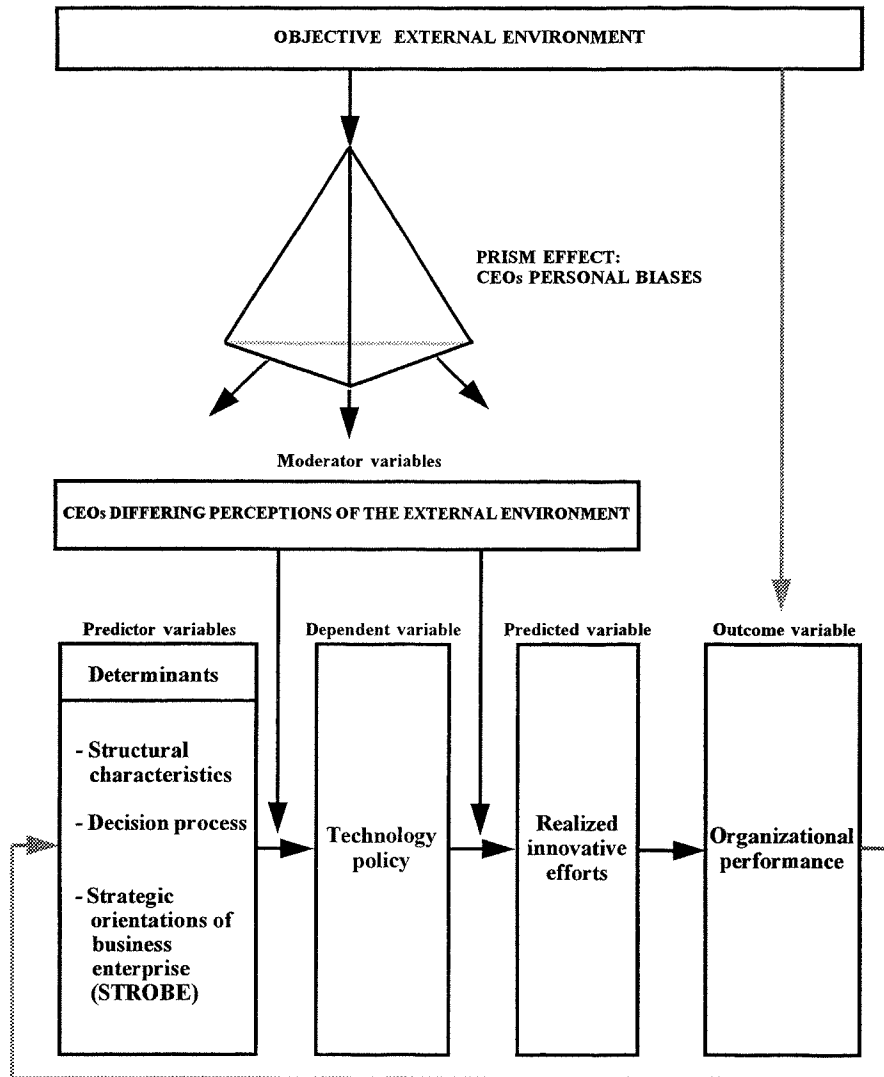 OBJECTIVE EXTERNAL ENVIRONMENT
PRISM EFFECT:
CEOs PERSONAL BIASES
Moderator variables
CEOs DIFFERING PERCEPTIONS OF THE EXTERNAL ENVIRONMENT
Predictor variables
Dependent variable
Predicted variable
Outcome variable
Determinants
- Structural
characteristics
- Decision process
- Strategic
orientations of
business
enterprise
(STROBE)
Technology
policy
Realized
innovative
efforts
Organizational
performance